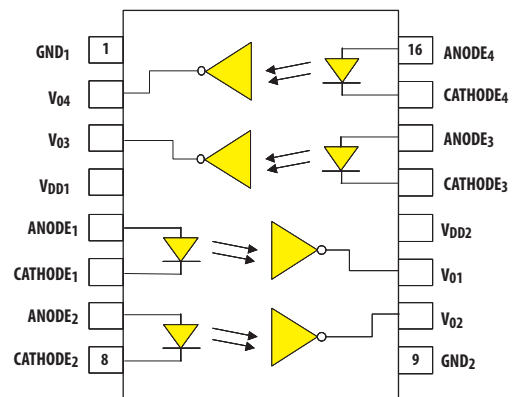 GND1 1
V04
V03
VDD1
ANODE1
CATHODE1
ANODE2
CATHODE2 8
16 ANODE4
CATHODE4
ANODE3
CATHODE3
VDD2
V01
V02
9 GND2